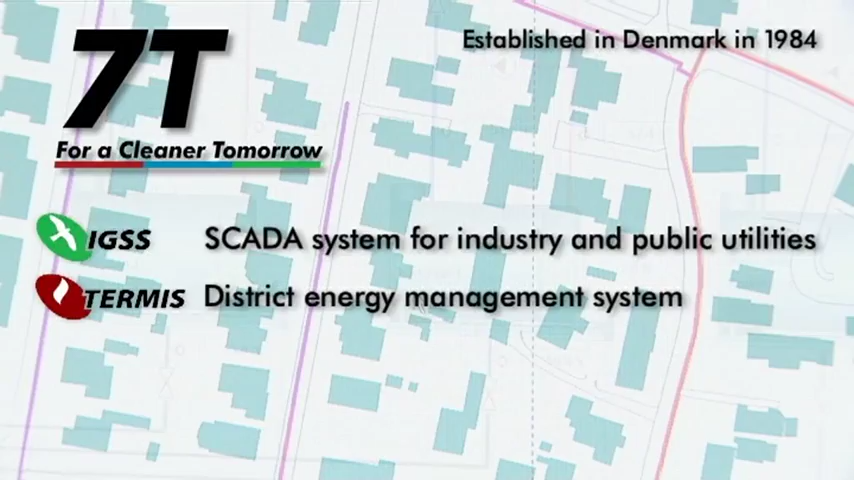 7T
Established in Denmark in 1984
For a Cleaner Tomorrow
IGSS SCADA system for industry and public utilities
TERMIS District energy management system